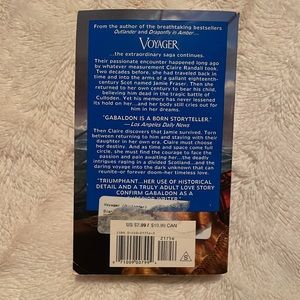 From the author of the breathtaking bestsellers
Outlander and Dragonfly in Amber...
VOYAGER
...the extraordinary saga continues.
Their passionate encounter happened long ago
by whatever measurement Claire Randall took.
Two decades before, she had traveled back in
time and into the arms of a gallant eighteenth-
century Scot named Jamie Fraser. Then she
returned to her own century to bear his child,
believing him dead in the tragic battle of
Culloden. Yet his memory has never lessened
its hold on her...and her body still cries out for
him in her dreams.
"GABALDON IS A BORN STORYTELLER."
—Los Angeles Daily News
Then Claire discovers that Jamie survived. Torn
between returning to him and staying with their
daughter in her own era, Claire must choose
her destiny. And as time and space come full
circle, she must find the courage to face the
passion and pain awaiting her...the deadly
intrigues raging in a divided Scotland...and the
daring voyage into the dark unknown that can
reunite—or forever doom—her timeless love.
"TRIUMPHANT...HER USE OF HISTORICAL
DETAIL AND A TRULY ADULT LOVE STORY
CONFIRM GABALDON AS A
WRITER."
Voyager
US $7.99 / $10.99 CAN